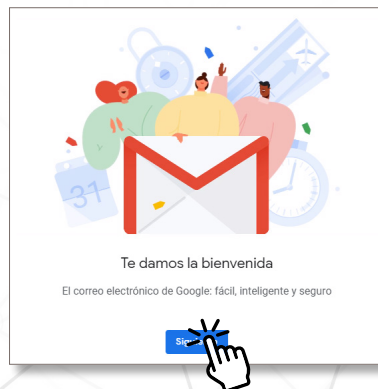 31
Te damos la bienvenida
El correo electrónico de Google: fácil, inteligente y seguro